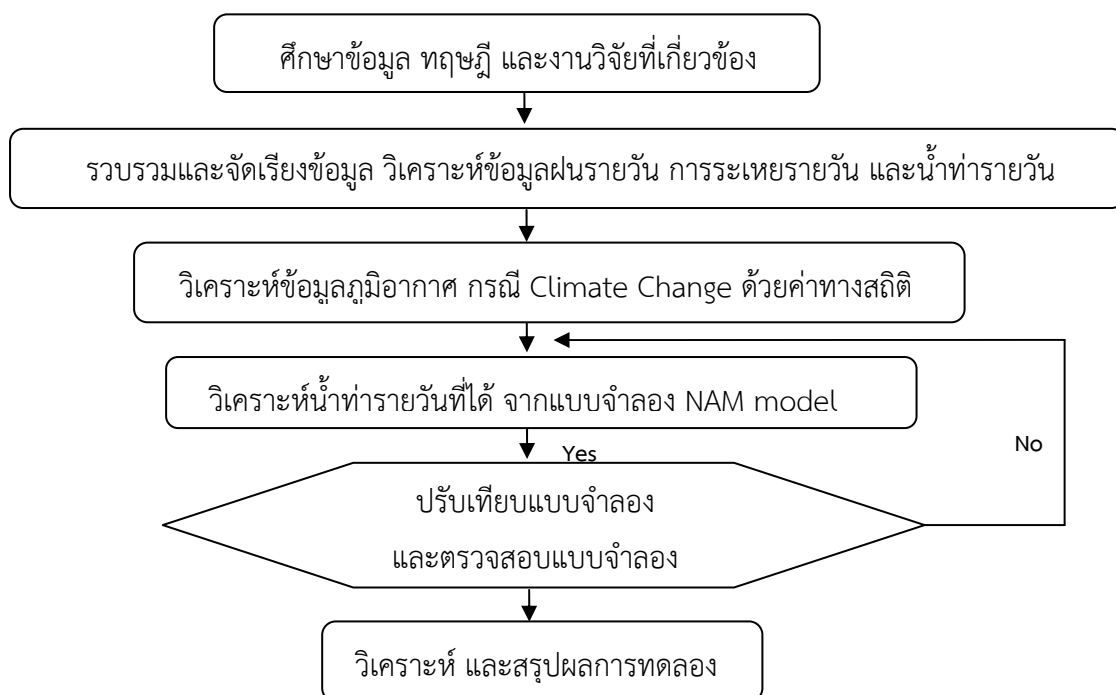 ศึกษาข้อมูล ทฤษฎี และงานวิจัยที่เกี่ยวข้อง
รวบรวมและจัดเรียงข้อมูล วิเคราะห์ข้อมูลฝนรายวัน การระเหยรายวัน และน้ำท่ารายวัน
วิเคราะห์ข้อมูลภูมิอากาศ กรณี Climate Change ด้วยค่าทางสถิติ
วิเคราะห์น้ำท่ารายวันที่ได้ จากแบบจำลอง NAM model
Yes
No
ปรับเทียบแบบจำลอง
และตรวจสอบแบบจำลอง
วิเคราะห์ และสรุปผลการทดลอง